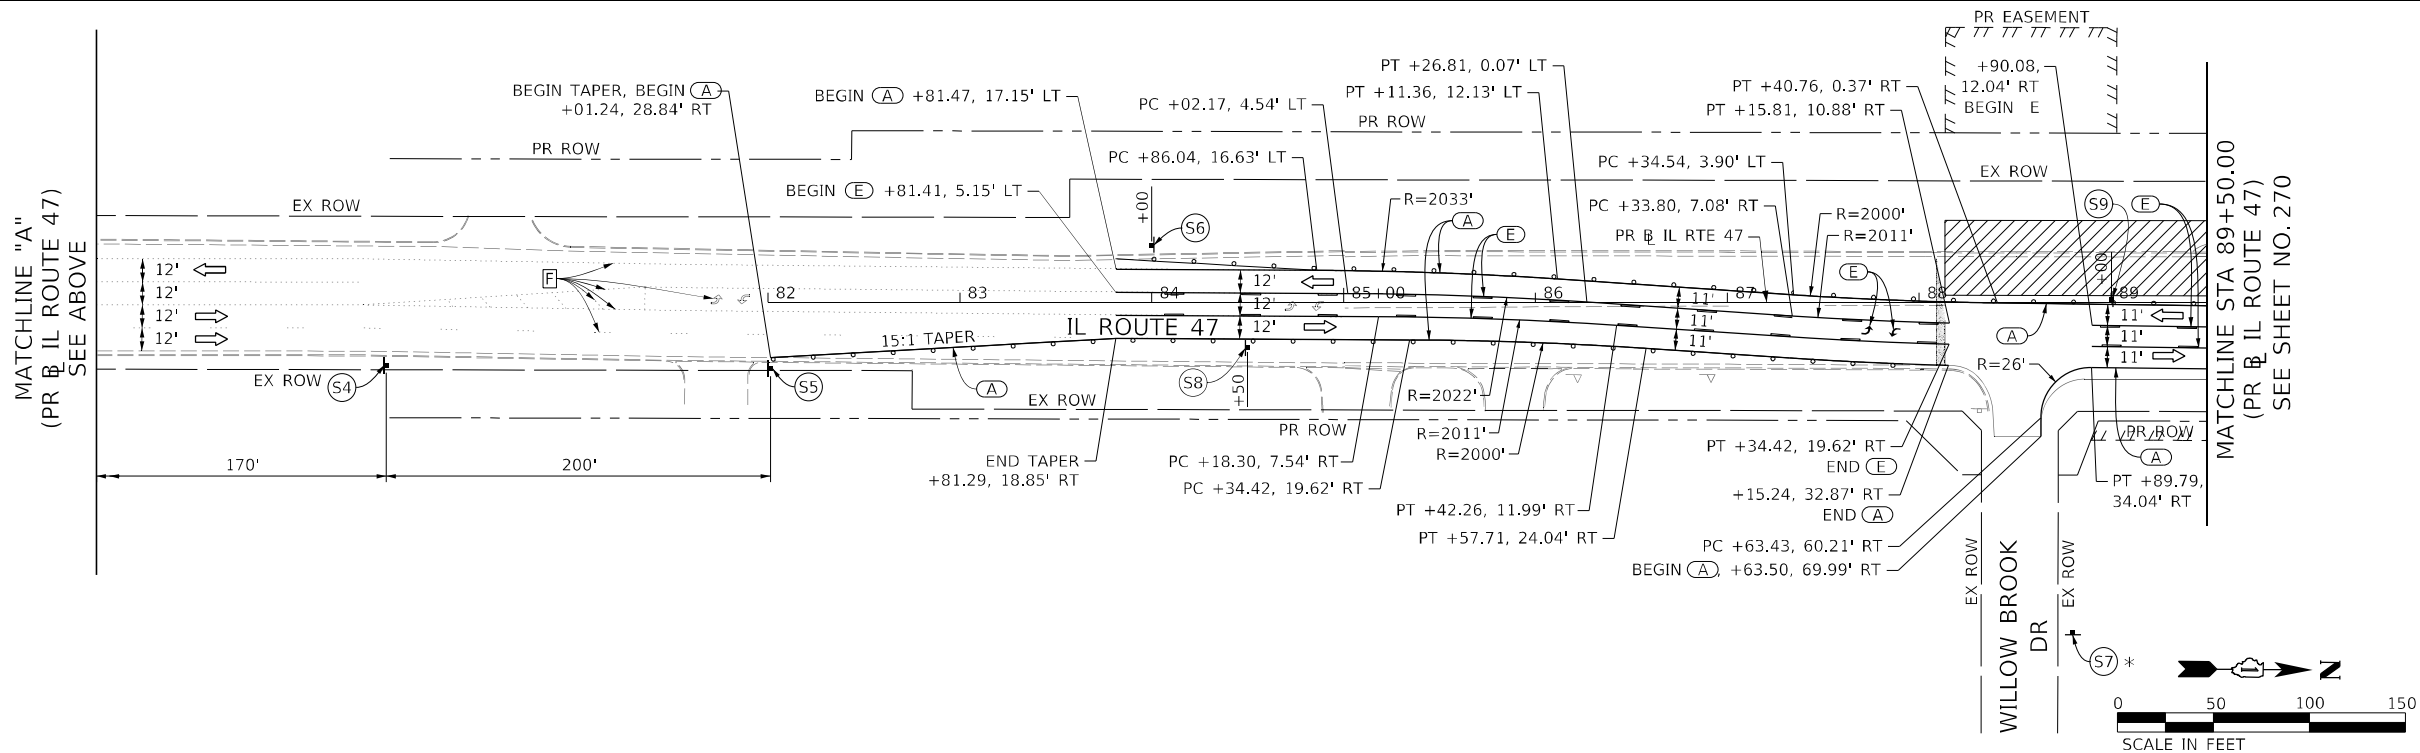 PR EASEMENT
+90.08,
12.04' RT
BEGIN E
PT +26.81, 0.07' LT
PT +11.36, 12.13' LT
PT +40.76, 0.37' RT
PT +15.81, 10.88' RT
BEGIN TAPER, BEGIN A
+01.24, 28.84' RT
BEGIN A +81.47, 17.15' LT
PC +02.17, 4.54' LT
PR ROW
PR ROW
PC +86.04, 16.63' LT
PC +34.54, 3.90' LT
EX ROW
BEGIN E +81.41, 5.15' LT
EX ROW
+00
S6
R=2033'
A
E
PC +33.80, 7.08' RT
PR BL IL RTE 47
R=2000'
R=2011'
S9
E
E
+00
MATCHLINE "A"
(PR BL IL ROUTE 47)
SEE ABOVE
12'
12'
12'
12'
F
82
83
84
85
00
86
87
88
89
12'
12'
12'
11'
11'
11'
11'
11'
11'
IL ROUTE 47
15:1 TAPER
A
R=26'
EX ROW
S4
S5
A
S8
+50
EX ROW
R=2022'
R=2011'
R=2000'
PR ROW
PR ROW
A
170'
200'
END TAPER
+81.29, 18.85' RT
PC +18.30, 7.54' RT
PC +34.42, 19.62' RT
PT +42.26, 11.99' RT
PT +57.71, 24.04' RT
PT +34.42, 19.62' RT
END E
+15.24, 32.87' RT
END A
PC +63.43, 60.21' RT
BEGIN A, +63.50, 69.99' RT
PT +89.79,
34.04' RT
EX ROW
WILLOW BROOK
DR
EX ROW
S7 *
MATCHLINE STA 89+50.00
(PR BL IL ROUTE 47)
SEE SHEET NO. 270
N
0 50 100 150
SCALE IN FEET